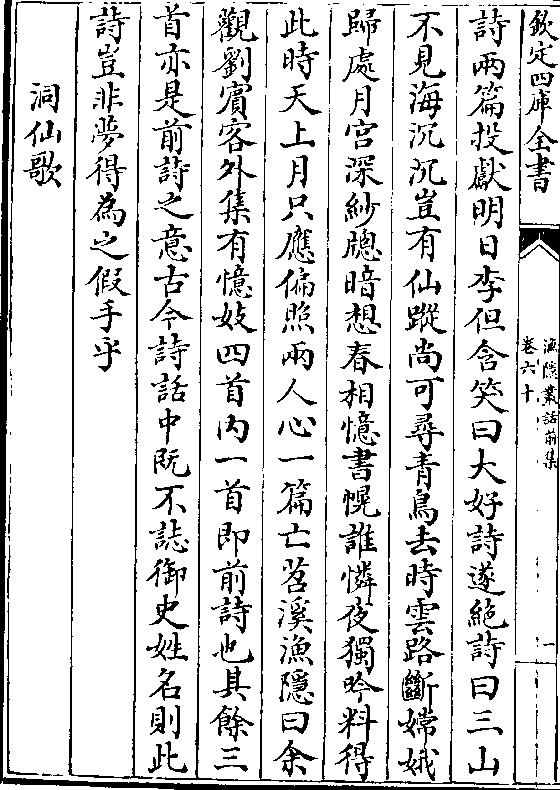 欽定四庫全書
漁隱叢話前集
卷六十
一
詩兩篇投獻明日李但含笑曰大好詩遂絶詩曰三山
不見海沉沉豈有仙蹤尚可尋青鳥去時雲路斷嫦娥
歸處月宮深紗牕暗想春相憶書幌誰憐夜獨吟料得
此時天上月只應偏照兩人心一篇亡苕溪漁隱曰余
觀劉賓客外集有憶妓四首内一首即前詩也其餘三
首亦是前詩之意古今詩話中既不誌御史姓名則此
詩豈非夢得為之假手乎
洞仙歌